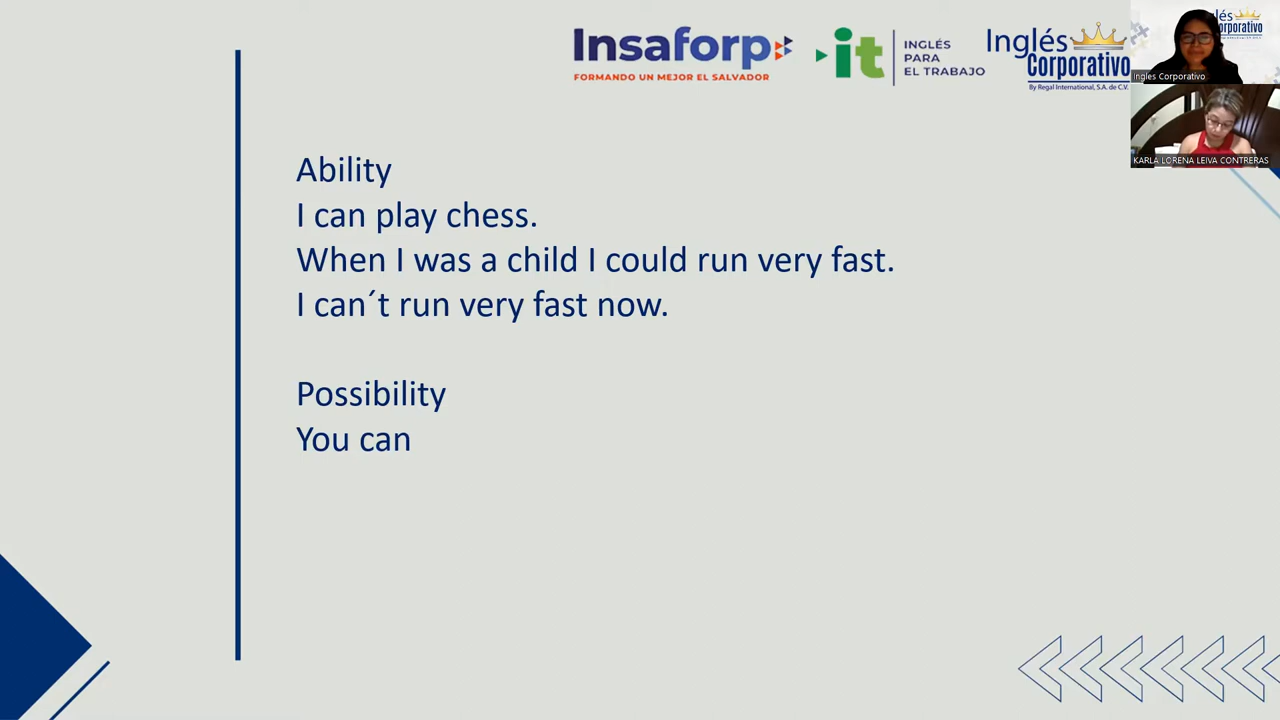 Insaforp
FORMANDO UN MEJOR EL SALVADOR
it
INGLÉS
PARA
EL TRABAJO
Inglés
Corporativo
By Regal International, S.A. de C.V.
Ingles Corporativo
KARLA LORENA LEIVA CONTRERAS
Ability
I can play chess.
When I was a child I could run very fast.
I can´t run very fast now.
Possibility
You can